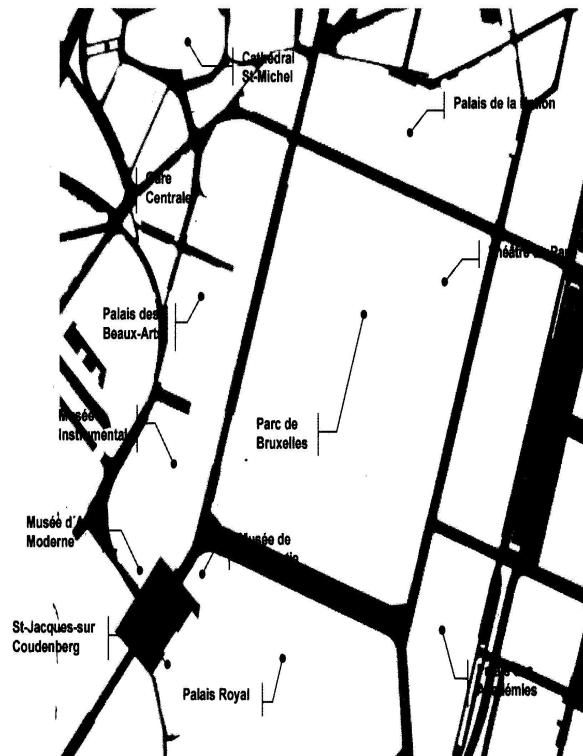 Cathédral
St-Michel
Palais de la
Centrale
Palais des
Beaux-Arts
Instrumental
Parc de
Bruxelles
Musée
Moderne
Musée de
St-Jacques-sur
Coudenberg
Palais Royal